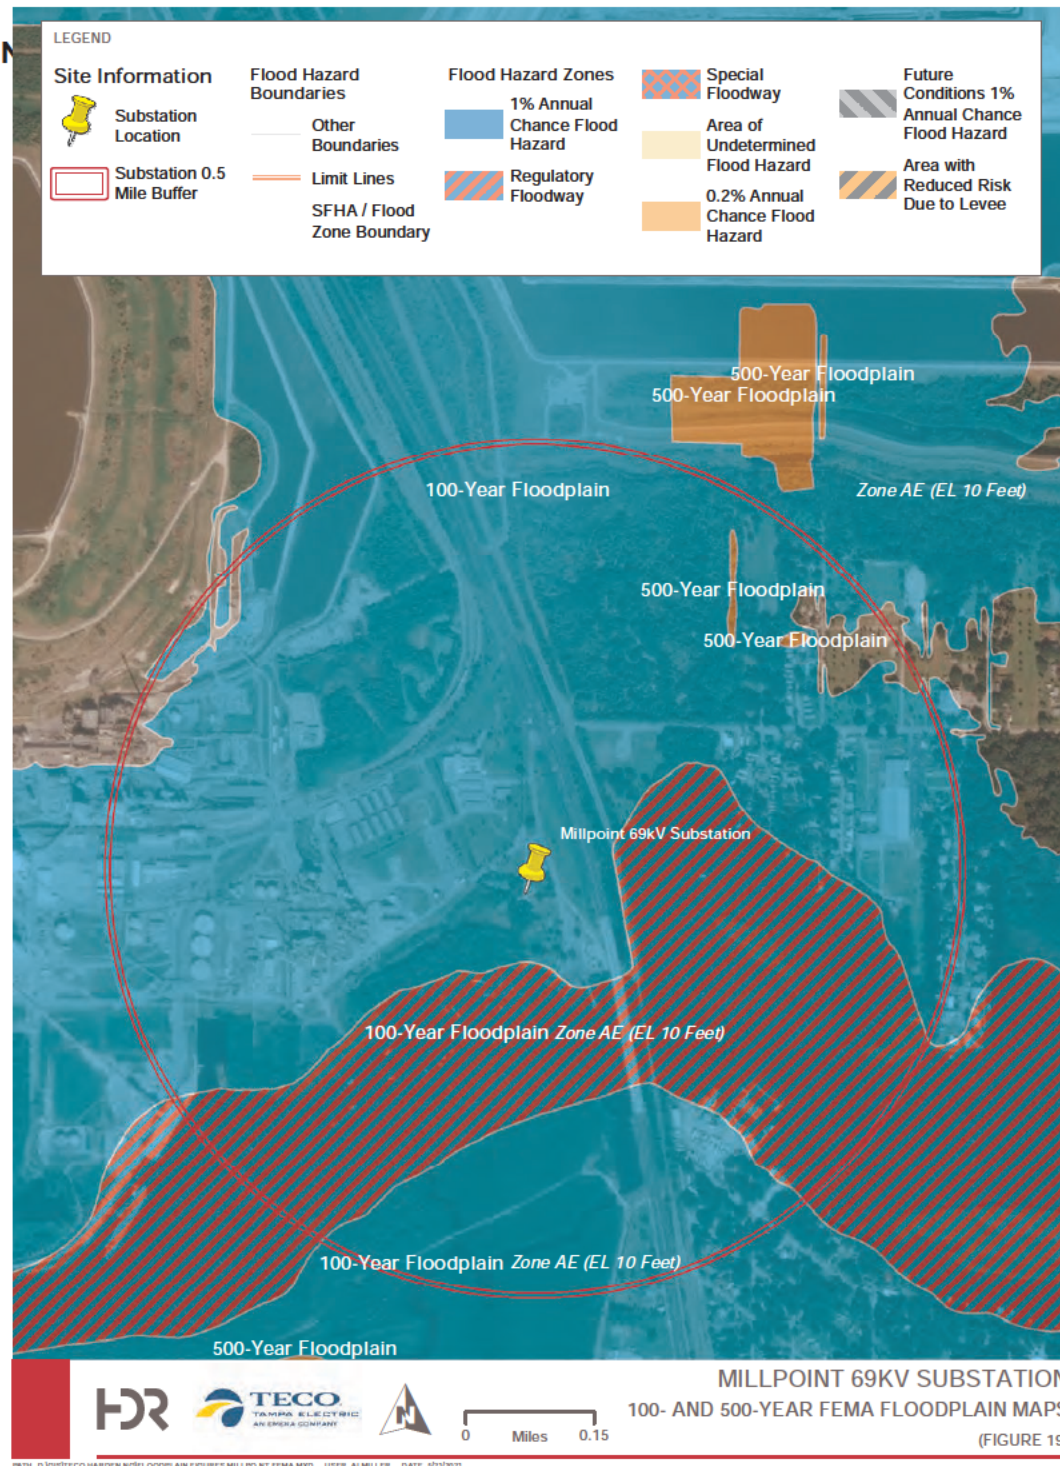 N
LEGEND
Site Information
Substation
Location
Substation 0.5
Mile Buffer
Flood Hazard
Boundaries
Other
Boundaries
Limit Lines
SFHA / Flood
Zone Boundary
Flood Hazard Zones
1% Annual
Chance Flood
Hazard
Regulatory
Floodway
Special
Floodway
Area of
Undetermined
Flood Hazard
0.2% Annual
Chance Flood
Hazard
Future
Conditions 1%
Annual Chance
Flood Hazard
Area with
Reduced Risk
Due to Levee
500-Year Floodplain
500-Year Floodplain
100-Year Floodplain
Zone AE (EL 10 Feet)
500-Year Floodplain
500-Year Floodplain
Millpoint 69kV Substation
100-Year Floodplain Zone AE (EL 10 Feet)
100-Year Floodplain Zone AE (EL 10 Feet)
500-Year Floodplain
HDR
TECO
TAMPA ELECTRIC
AN EMERA COMPANY
N
0 Miles 0.15
MILLPOINT 69KV SUBSTATION
100- AND 500-YEAR FEMA FLOODPLAIN MAPS
(FIGURE 19